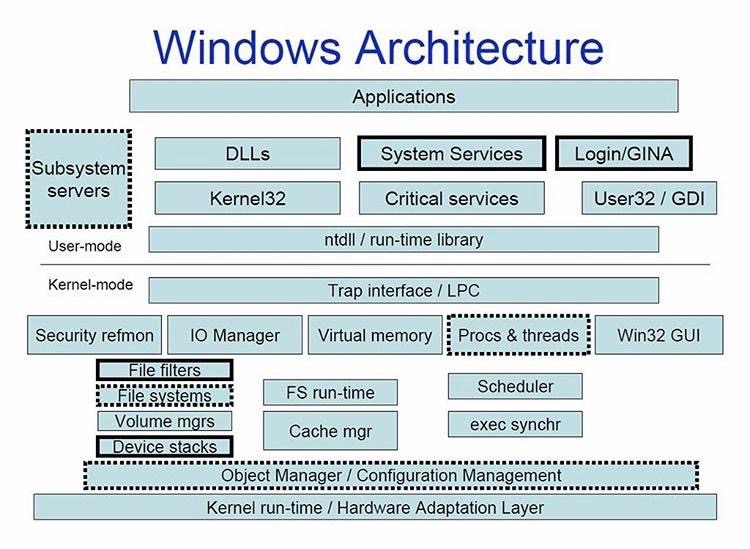 Windows Architecture
Applications
Subsystem
servers
DLLs
System Services
Login/GINA
Kernel32
Critical services
User32 / GDI
User-mode
ntdll / run-time library
Kernel-mode
Trap interface / LPC
Security refmon
IO Manager
Virtual memory
Procs & threads
Win32 GUI
File filters
File systems
Volume mgrs
Device stacks
FS run-time
Cache mgr
Scheduler
exec synchr
Object Manager / Configuration Management
Kernel run-time / Hardware Adaptation Layer